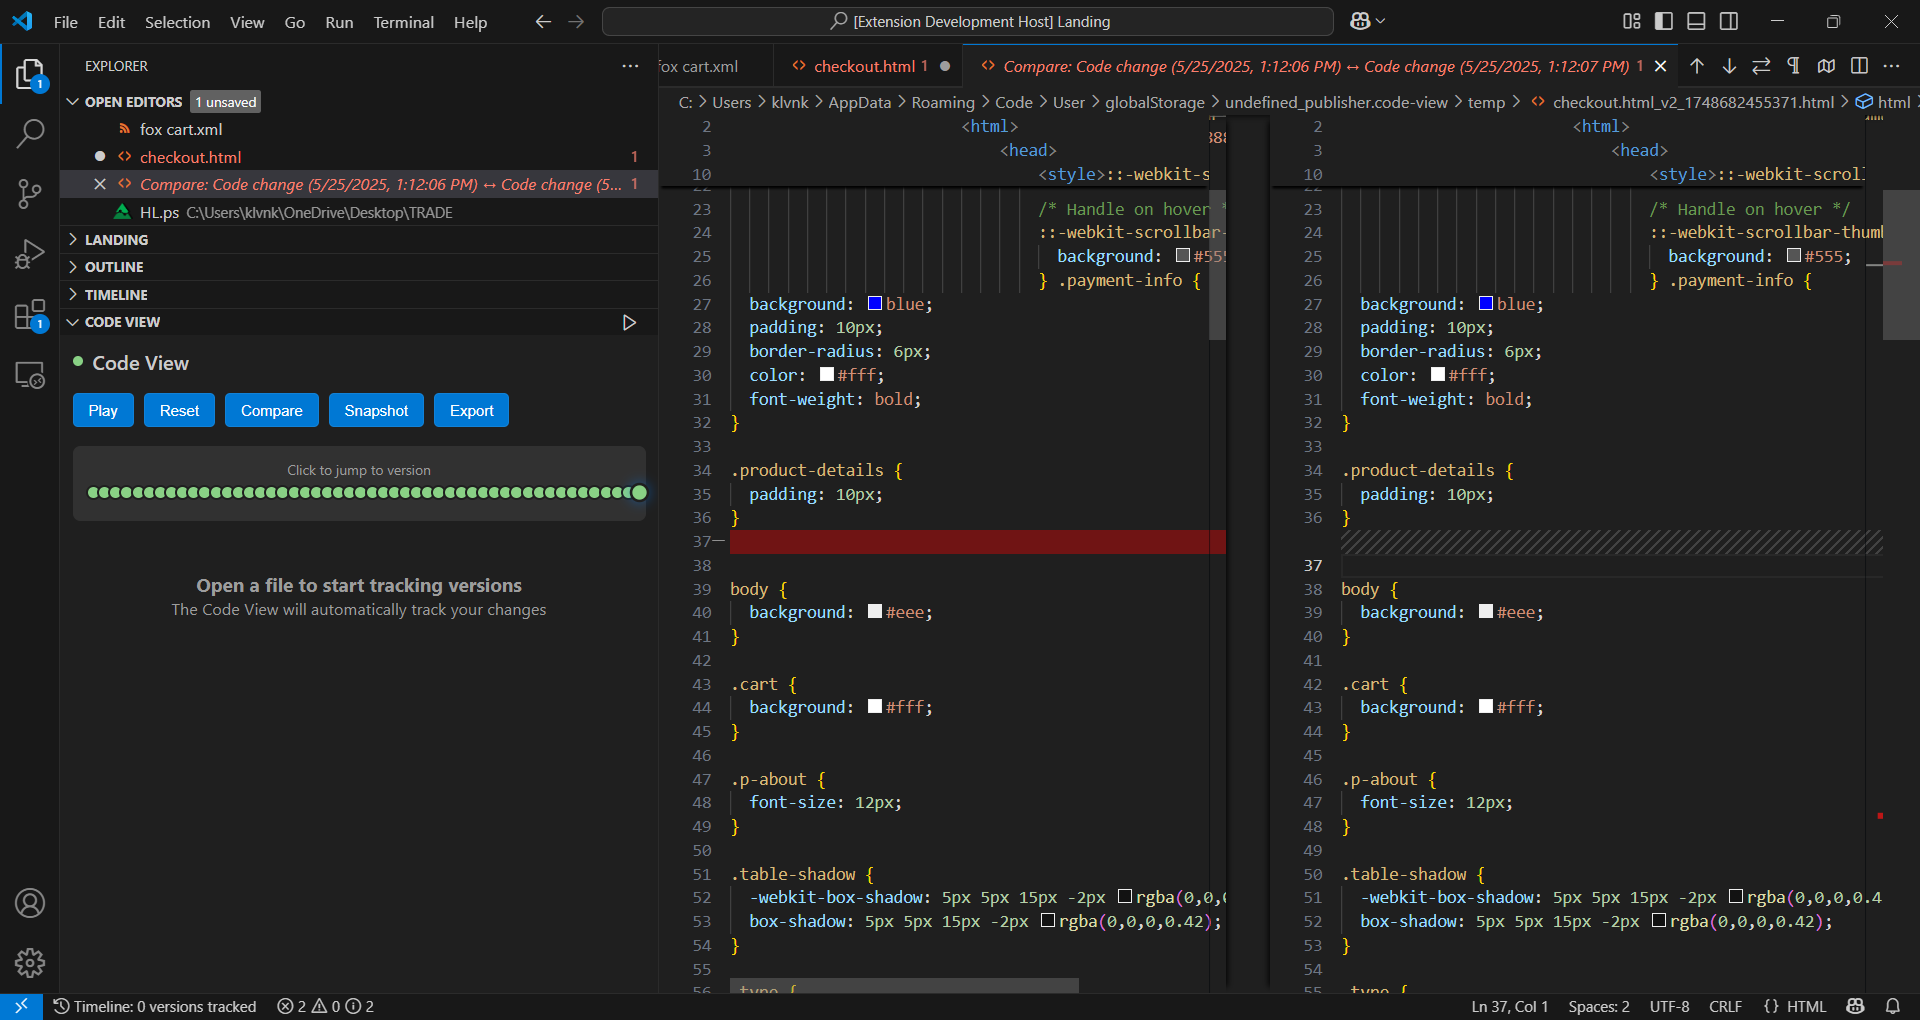 File Edit Selection View Go Run Terminal Help
[Extension Development Host] Landing
EXPLORER
OPEN EDITORS 1 unsaved
fox cart.xml
checkout.html 1
Compare: Code change (5/25/2025, 1:12:06 PM) ↔ Code change (5... 1
HL.ps C:\Users\klvnk\OneDrive\Desktop\TRADE
LANDING
OUTLINE
TIMELINE
CODE VIEW
Code View
Play Reset Compare Snapshot Export
Click to jump to version
Open a file to start tracking versions
The Code View will automatically track your changes
1
1
fox cart.xml
checkout.html 1
Compare: Code change (5/25/2025, 1:12:06 PM) ↔ Code change (5/25/2025, 1:12:07 PM) 1
C: > Users > klvnk > AppData > Roaming > Code > User > globalStorage > undefined_publisher.code-view > temp > checkout.html_v2_1748682455371.html > html >
2 <html>
3 <head>
10 <style>::-webkit-s
22
23 /* Handle on hover *
24 ::-webkit-scrollbar-
25 background: #555
26 } .payment-info {
27 background: blue;
28 padding: 10px;
29 border-radius: 6px;
30 color: #fff;
31 font-weight: bold;
32 }
33
34 .product-details {
35 padding: 10px;
36 }
37—
38
39 body {
40 background: #eee;
41 }
42
43 .cart {
44 background: #fff;
45 }
46
47 .p-about {
48 font-size: 12px;
49 }
50
51 .table-shadow {
52 -webkit-box-shadow: 5px 5px 15px -2px rgba(0,0,0
53 box-shadow: 5px 5px 15px -2px rgba(0,0,0,0.42);
54 }
55
56 .type {
2 <html>
3 <head>
10 <style>::-webkit-scroll
22
23 /* Handle on hover */
24 ::-webkit-scrollbar-thum
25 background: #555;
26 } .payment-info {
27 background: blue;
28 padding: 10px;
29 border-radius: 6px;
30 color: #fff;
31 font-weight: bold;
32 }
33
34 .product-details {
35 padding: 10px;
36 }
37
38 body {
39 background: #eee;
40 }
41
42 .cart {
43 background: #fff;
44 }
45
46 .p-about {
47 font-size: 12px;
48 }
49
50 .table-shadow {
51 -webkit-box-shadow: 5px 5px 15px -2px rgba(0,0,0,0.4
52 box-shadow: 5px 5px 15px -2px rgba(0,0,0,0.42);
53 }
54
55 .type {
Timeline: 0 versions tracked 2 0 2
Ln 37, Col 1 Spaces: 2 UTF-8 CRLF {} HTML